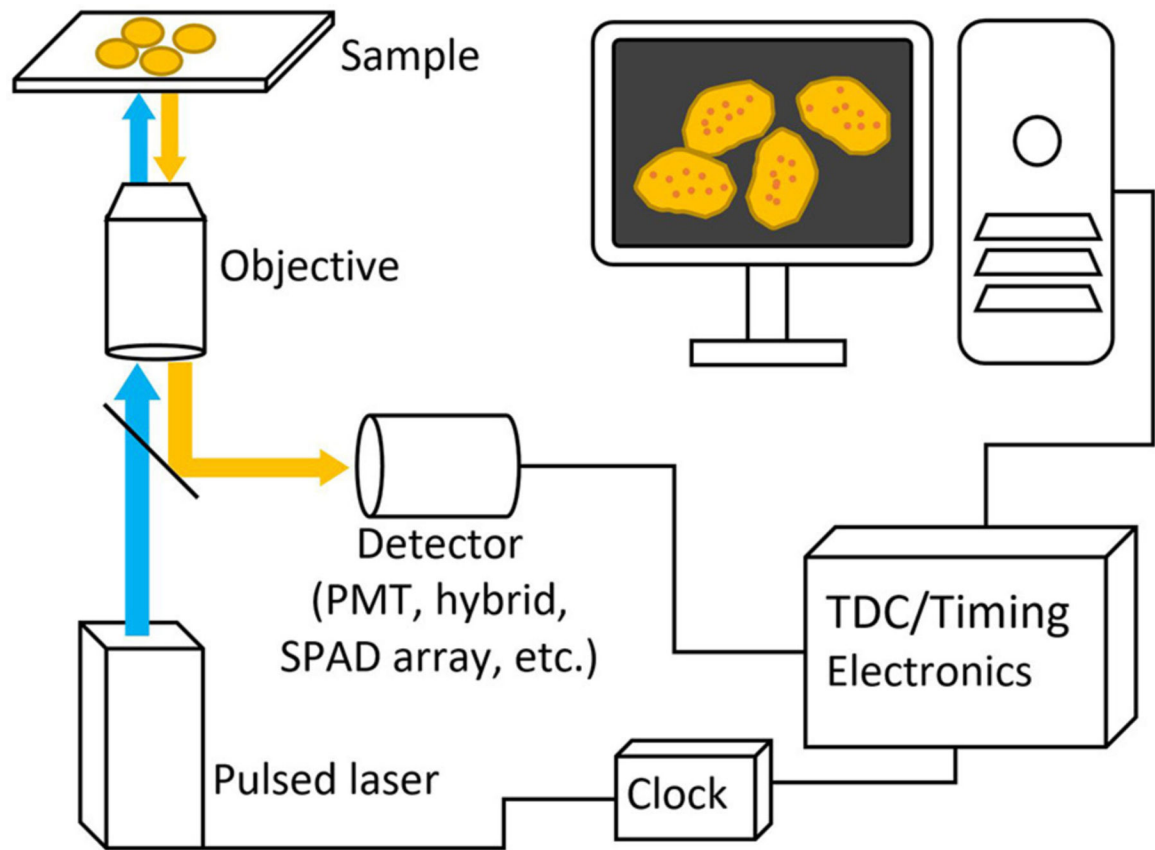 Sample
Objective
Detector
(PMT, hybrid,
SPAD array, etc.)
TDC/Timing
Electronics
Pulsed laser
Clock